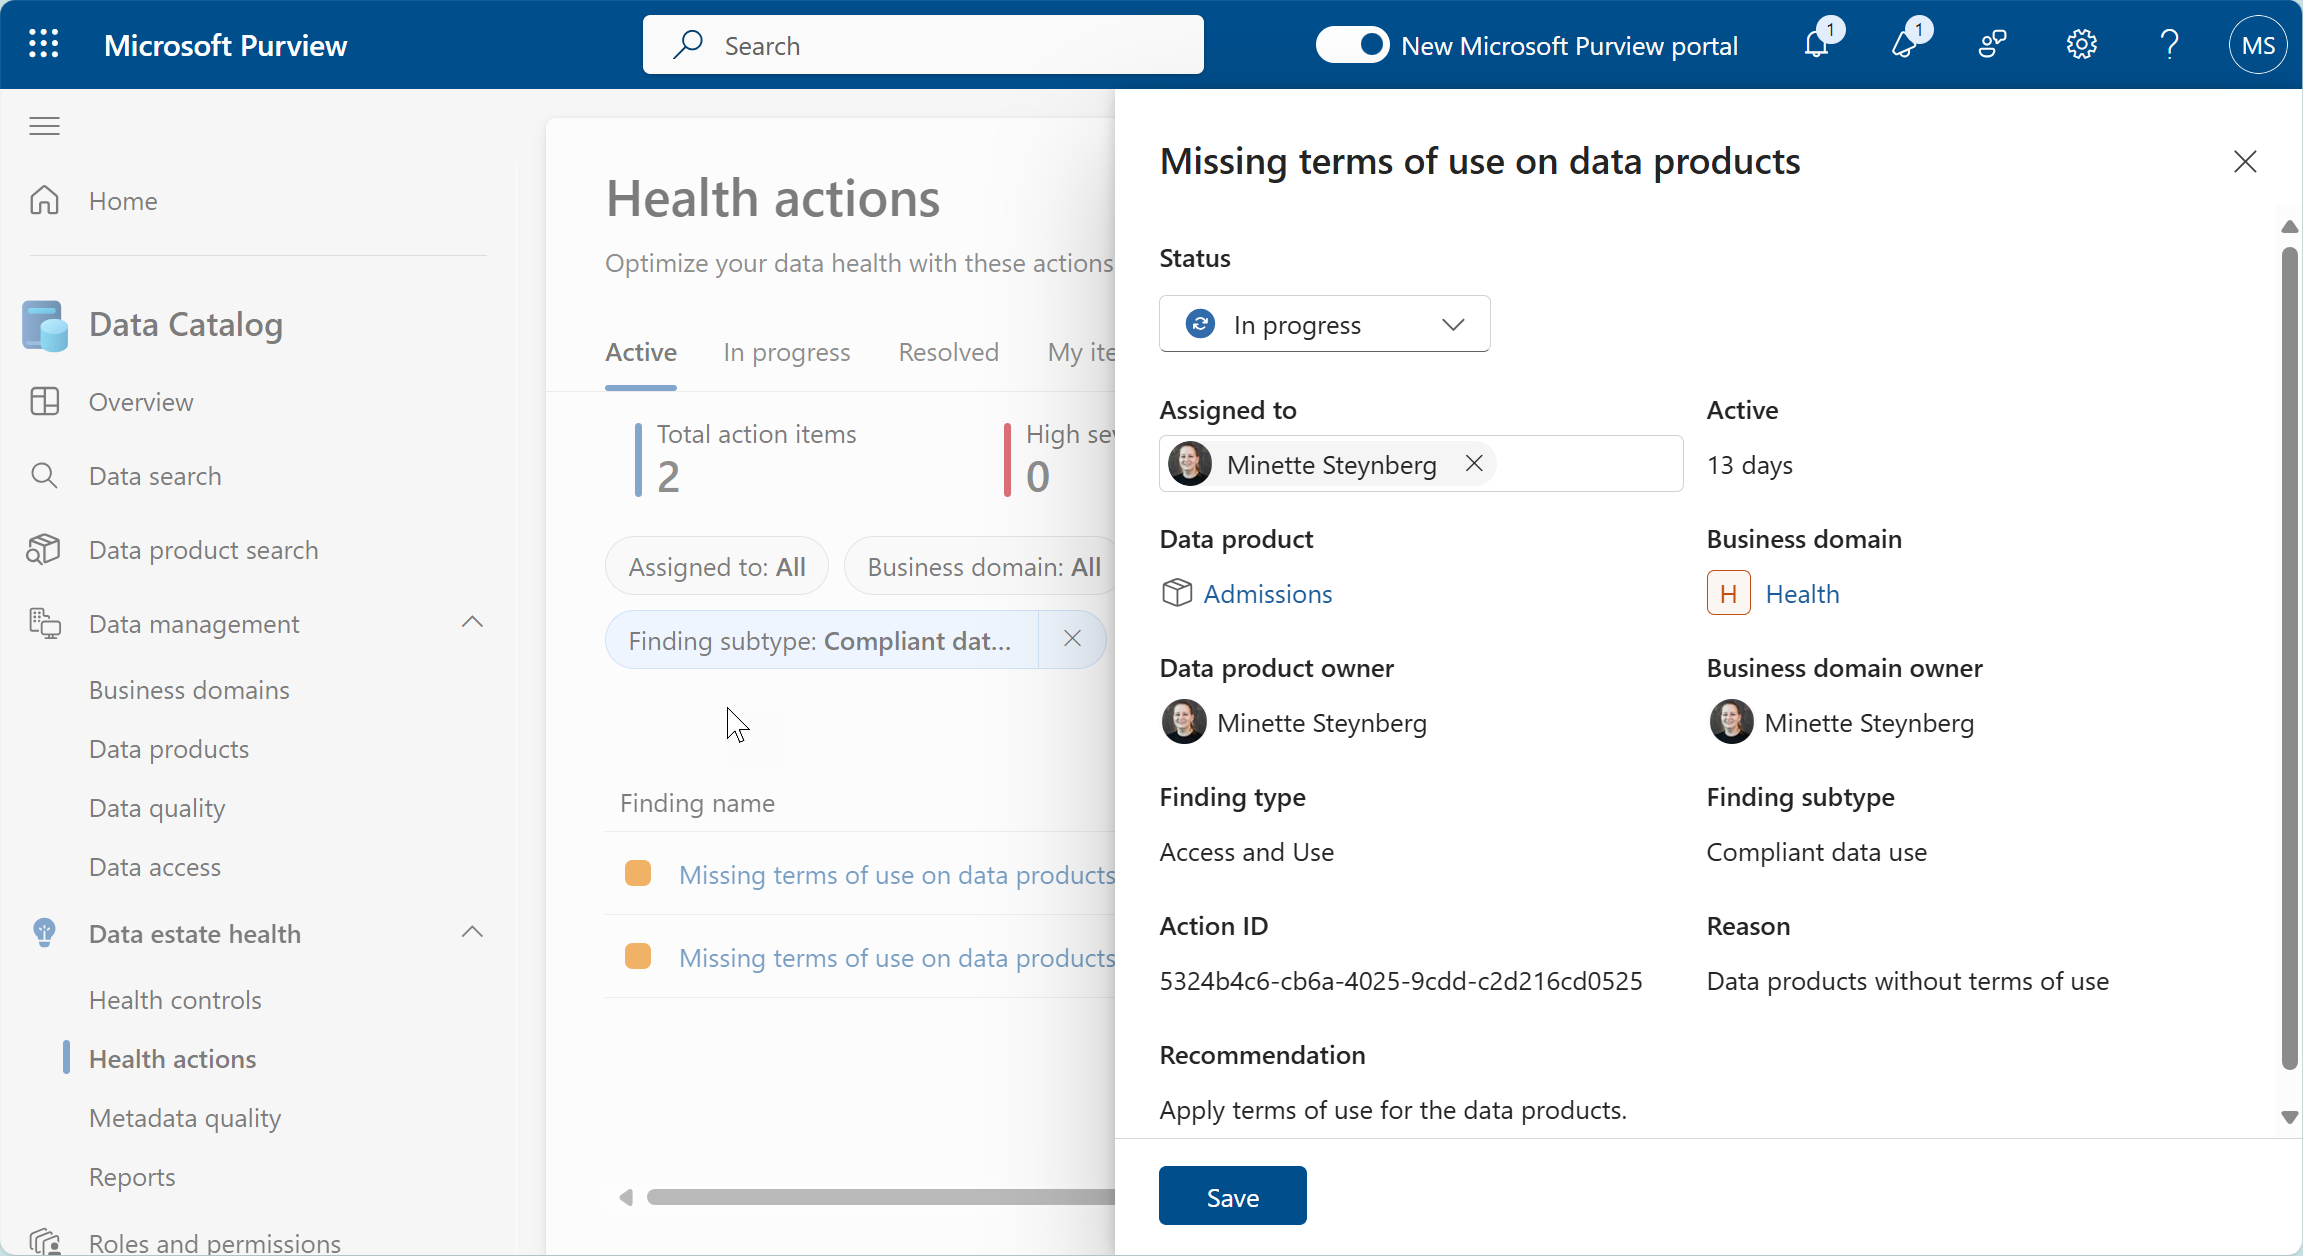 Microsoft Purview
Search
New Microsoft Purview portal
1
1
MS
Home
Data Catalog
Overview
Data search
Data product search
Data management
Business domains
Data products
Data quality
Data access
Data estate health
Health controls
Health actions
Metadata quality
Reports
Roles and permissions
Health actions
Optimize your data health with these actions
Active In progress Resolved My ite
Total action items
2
High sev
0
Assigned to: All
Business domain: All
Finding subtype: Compliant dat...
Finding name
Missing terms of use on data products
Missing terms of use on data products
Missing terms of use on data products
Status
In progress
Assigned to
Minette Steynberg
Active
13 days
Data product
Admissions
Business domain
H Health
Data product owner
Minette Steynberg
Business domain owner
Minette Steynberg
Finding type
Access and Use
Finding subtype
Compliant data use
Action ID
5324b4c6-cb6a-4025-9cdd-c2d216cd0525
Reason
Data products without terms of use
Recommendation
Apply terms of use for the data products.
Save